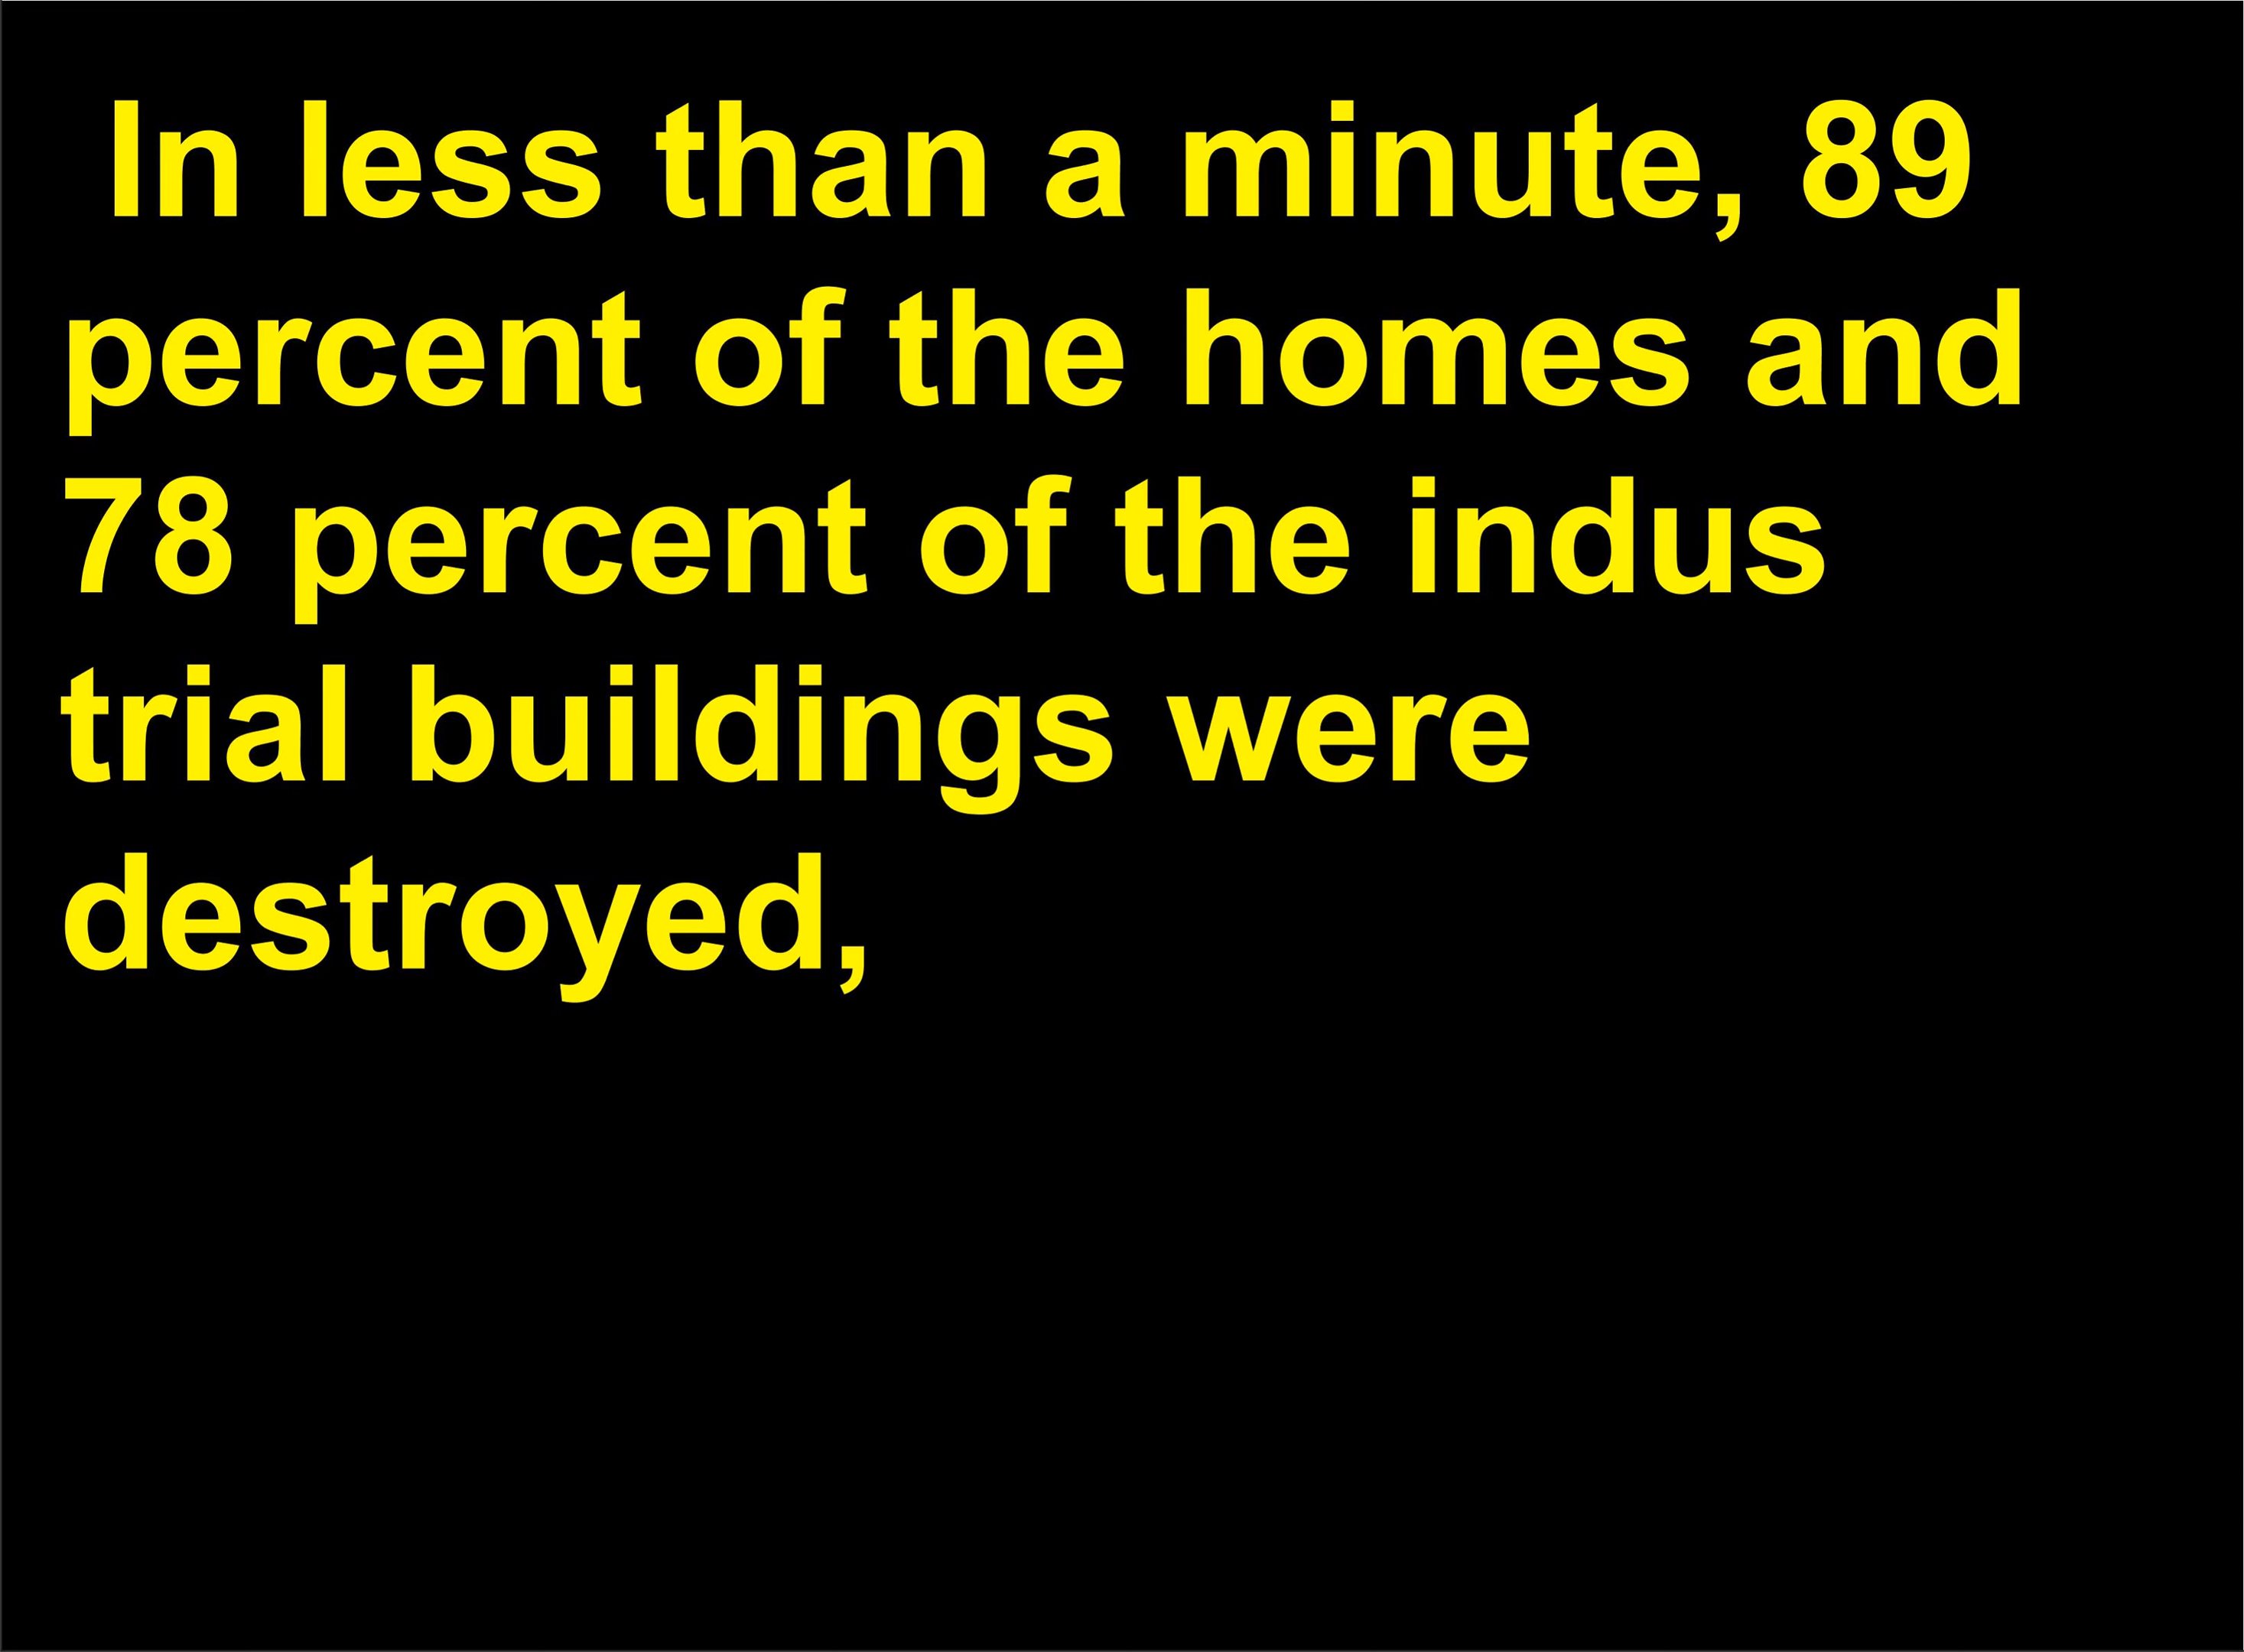 In less than a minute, 89
percent of the homes and
78 percent of the indus
trial buildings were
destroyed,